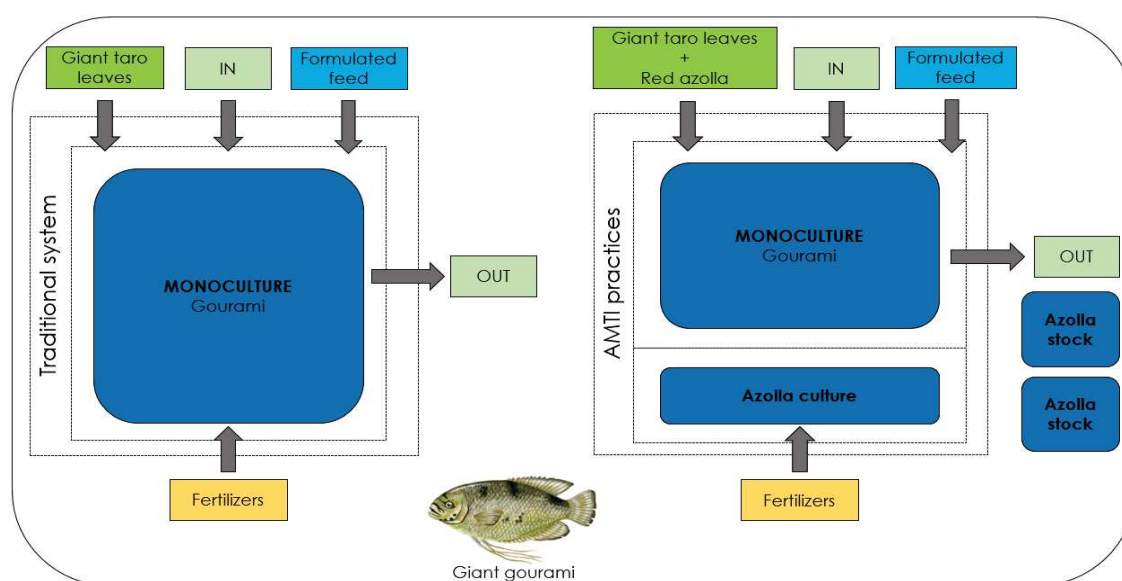 Giant taro
leaves
IN
Formulated
feed
Traditional system
MONOCULTURE
Gourami
OUT
Fertilizers
Giant taro leaves
+
Red azolla
IN
Formulated
feed
AMTI practices
MONOCULTURE
Gourami
OUT
Azolla
stock
Azolla
stock
Azolla culture
Fertilizers
Giant gourami